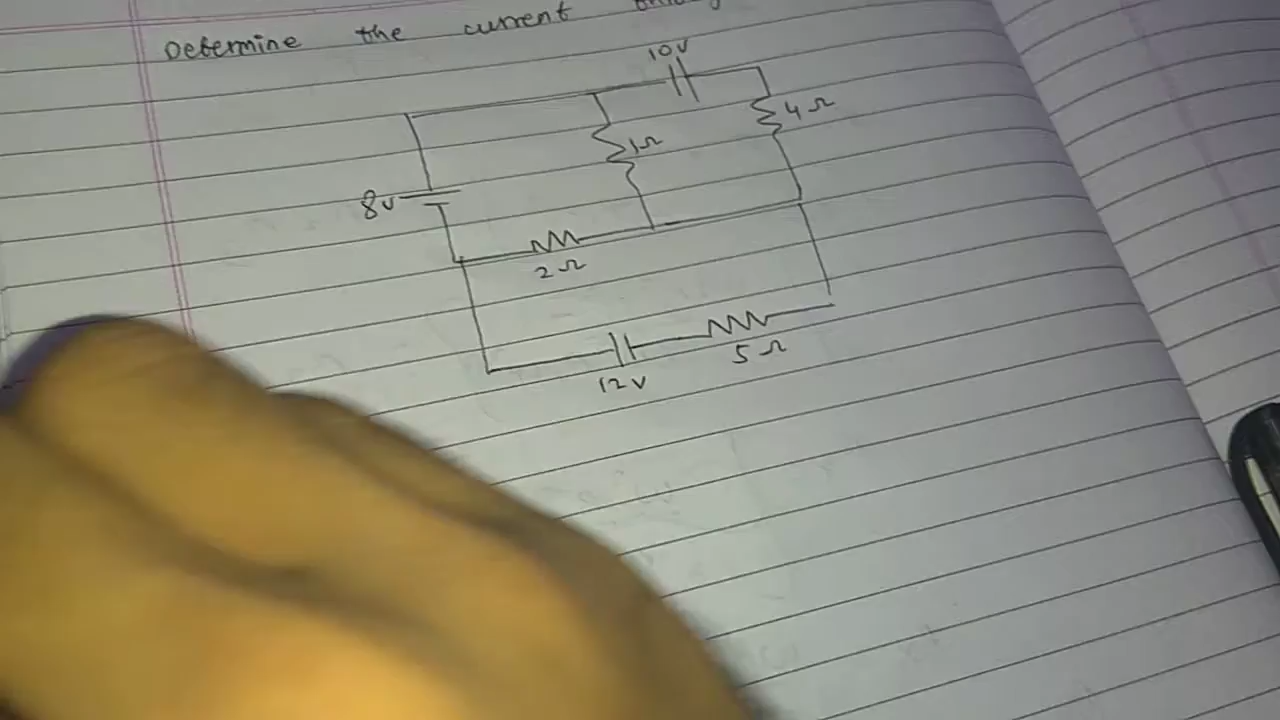 Determine the current
10V
4Ω
1Ω
8v
2Ω
5Ω
12v